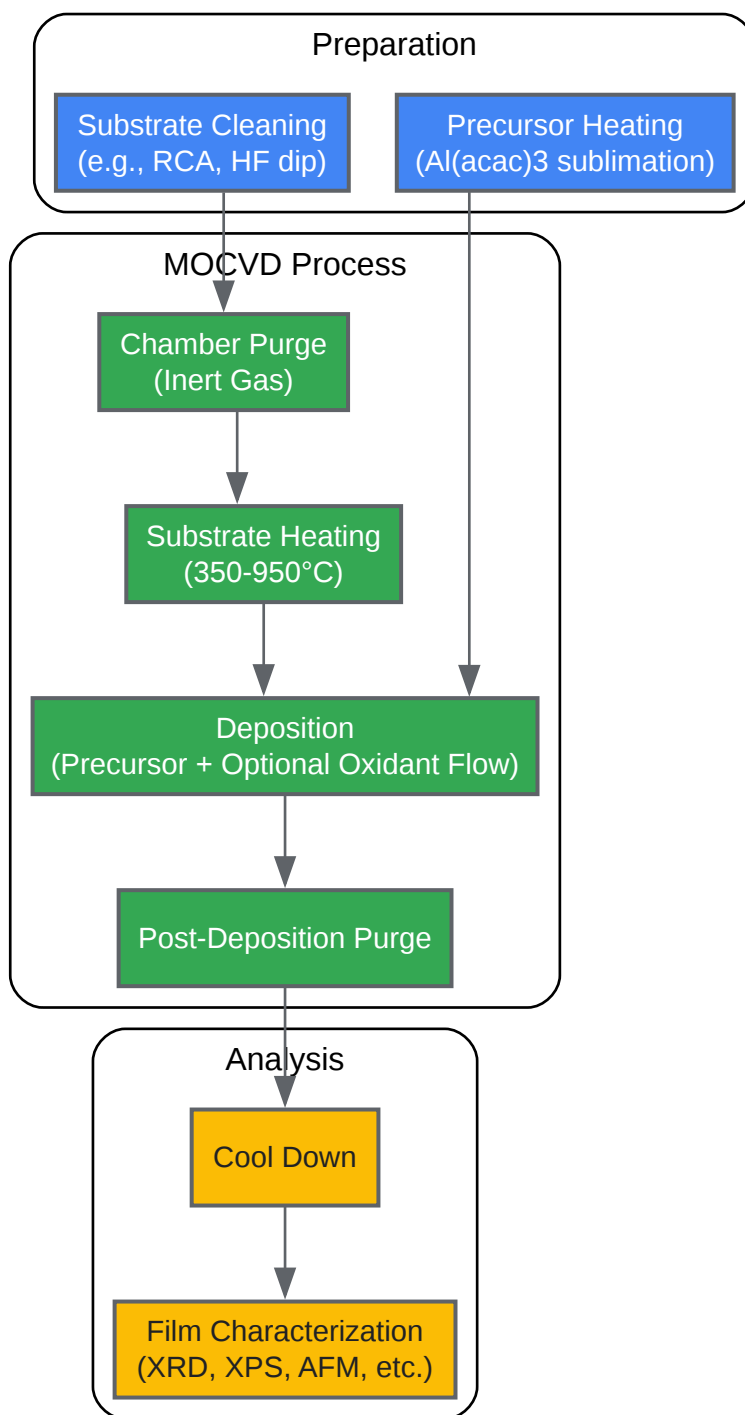 Preparation
Substrate Cleaning
(e.g., RCA, HF dip)
Precursor Heating
(Al(acac)3 sublimation)
MOCVD Process
Chamber Purge
(Inert Gas)
Substrate Heating
(350-950°C)
Deposition
(Precursor + Optional Oxidant Flow)
Post-Deposition Purge
Analysis
Cool Down
Film Characterization
(XRD, XPS, AFM, etc.)